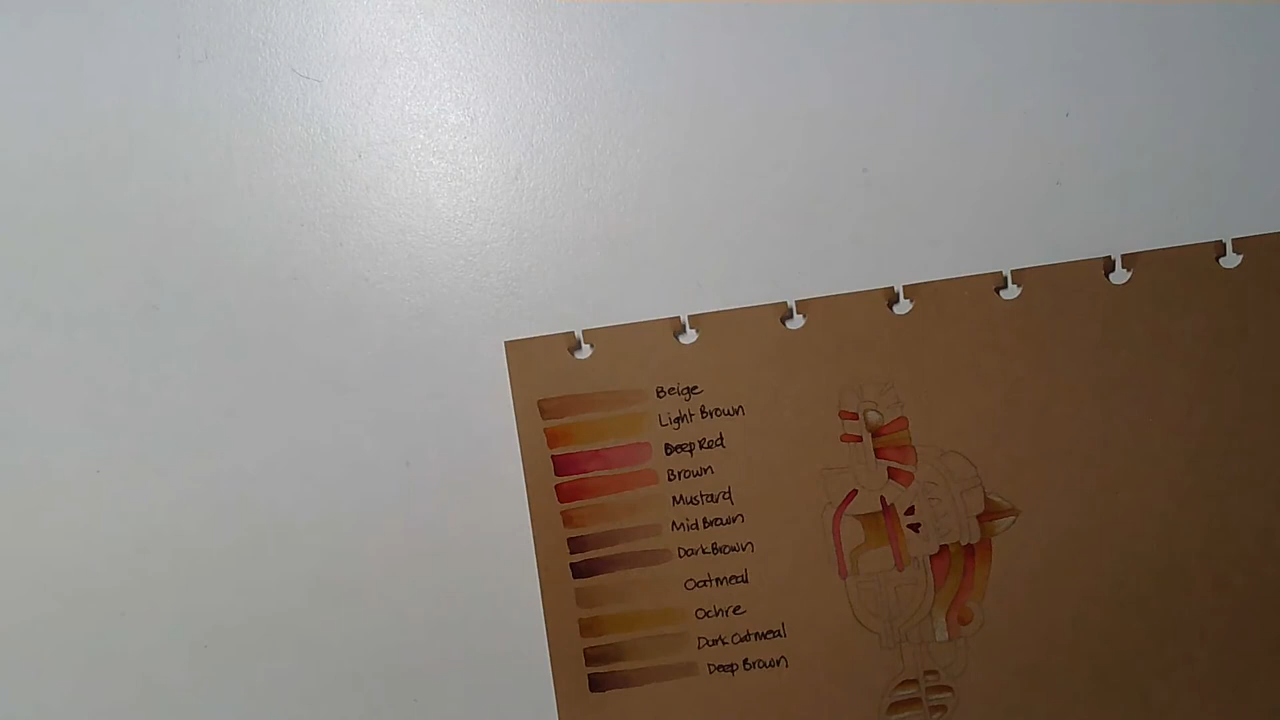 Beige
Light Brown
Deep Red
Brown
Mustard
Mid Brown
Dark Brown
Oatmeal
Ochre
Dark Oatmeal
Deep Brown